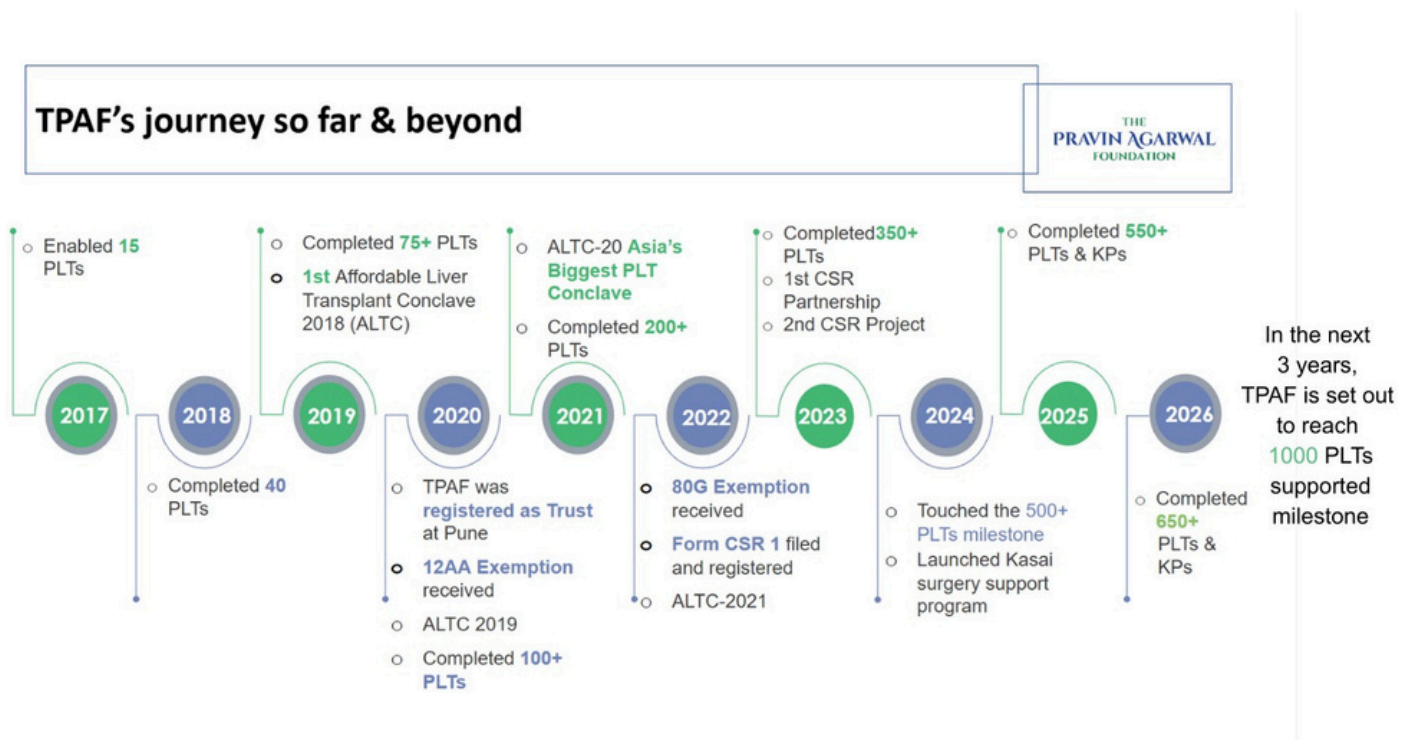 TPAF's journey so far & beyond
THE
PRAVIN AGARWAL
FOUNDATION
Enabled 15
PLTs
2017
2018
Completed 40
PLTs
Completed 75+ PLTs
1st Affordable Liver
Transplant Conclave
2018 (ALTC)
2019
2020
TPAF was
registered as Trust
at Pune
12AA Exemption
received
ALTC 2019
Completed 100+
PLTs
ALTC-20 Asia's
Biggest PLT
Conclave
Completed 200+
PLTs
2021
2022
80G Exemption
received
Form CSR 1 filed
and registered
ALTC-2021
Completed350+
PLTs
1st CSR
Partnership
2nd CSR Project
2023
2024
Touched the 500+
PLTs milestone
Launched Kasai
surgery support
program
Completed 550+
PLTs & KPs
2025
2026
Completed
650+
PLTs &
KPs
In the next
3 years,
TPAF is set out
to reach
1000 PLTs
supported
milestone